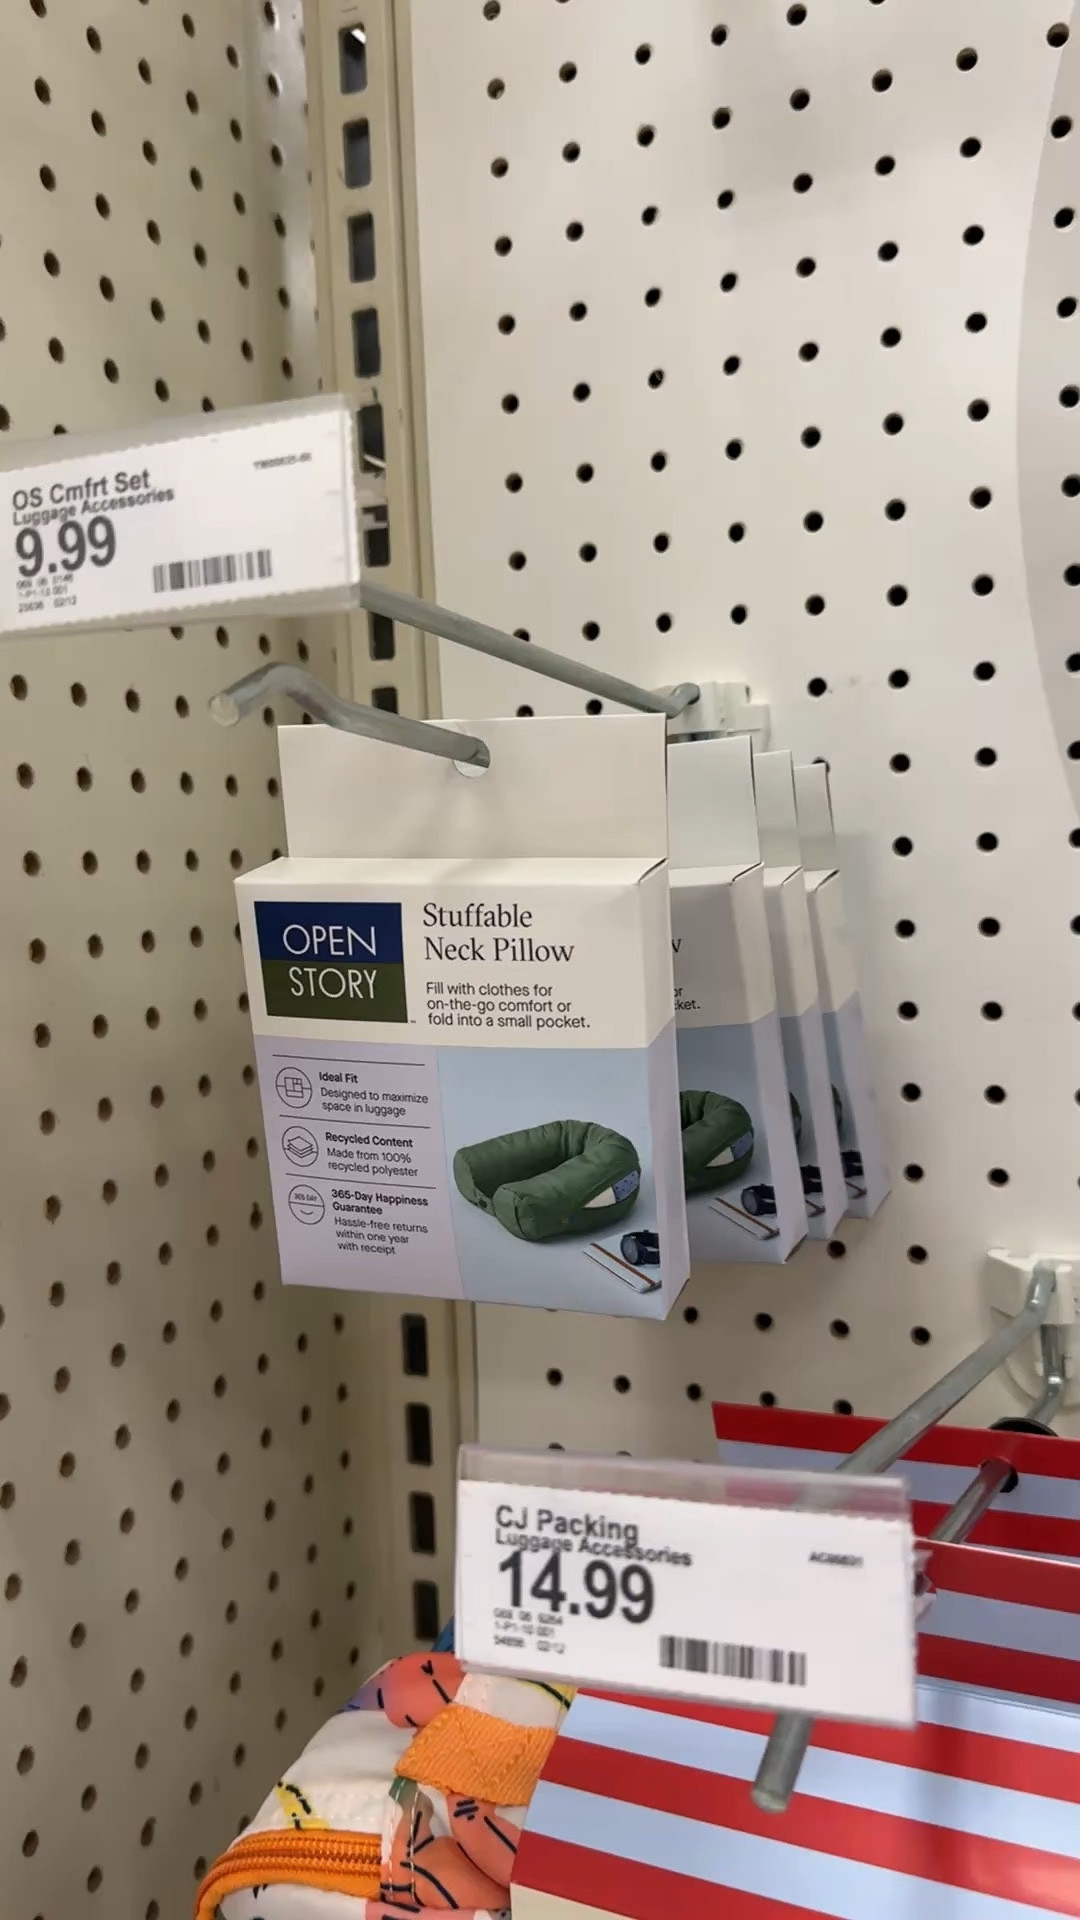 OS Cmfrt Set
Luggage Accessories
9.99
OPEN
STORY
Stuffable
Neck Pillow
Fill with clothes for
on-the-go comfort or
fold into a small pocket.
Ideal Fit
Designed to maximize
space in luggage
Recycled Content
Made from 100%
recycled polyester
365 DAY
365-Day Happiness
Guarantee
Hassle-free returns
within one year
with receipt
CJ Packing
Luggage Accessories
14.99